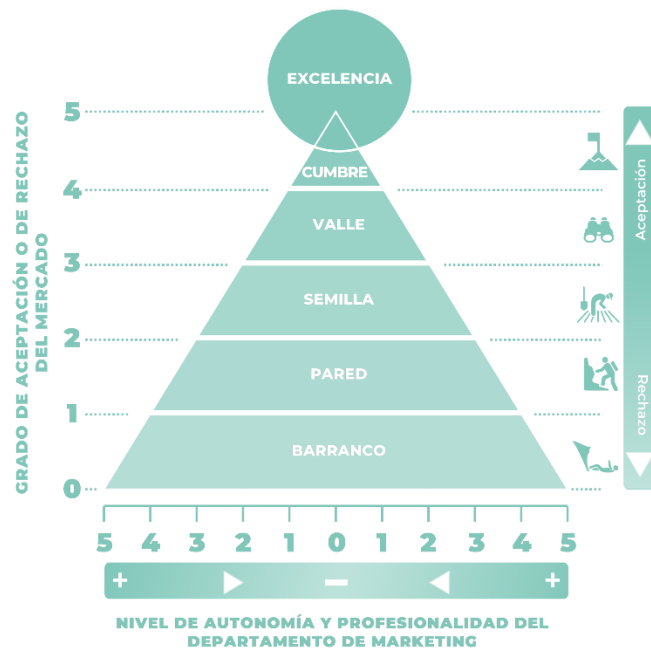 EXCELENCIA
5
CUMBRE
4
VALLE
3
SEMILLA
2
PARED
1
BARRANCO
0
GRADO DE ACEPTACIÓN O DE RECHAZO
DEL MERCADO
Aceptación
Rechazo
5 4 3 2 1 0 1 2 3 4 5
+ − +
NIVEL DE AUTONOMÍA Y PROFESIONALIDAD DEL
DEPARTAMENTO DE MARKETING